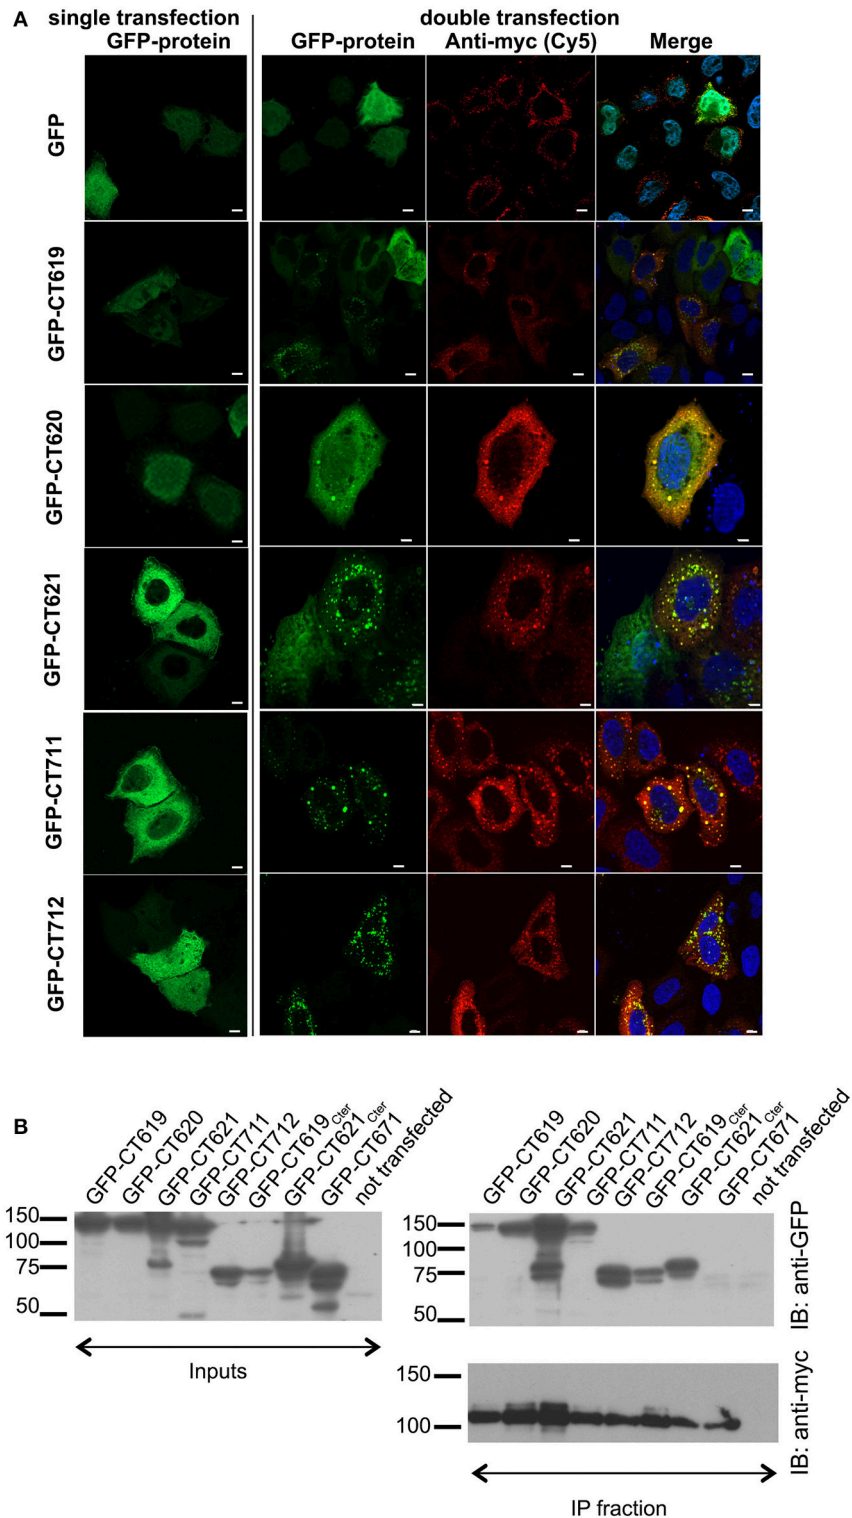 A
single transfection
double transfection
GFP-protein
GFP-protein
Anti-myc (Cy5)
Merge
GFP
GFP-CT619
GFP-CT620
GFP-CT621
GFP-CT711
GFP-CT712
B
GFP-CT619
GFP-CT620
GFP-CT621
GFP-CT711
GFP-CT712
GFP-CT619Cter
GFP-CT621Cter
GFP-CT671
not transfected
GFP-CT619
GFP-CT620
GFP-CT621
GFP-CT711
GFP-CT712
GFP-CT619Cter
GFP-CT621Cter
GFP-CT671
not transfected
150
100
75
50
Inputs
150
100
75
50
IB: anti-GFP
150
100
IB: anti-myc
IP fraction